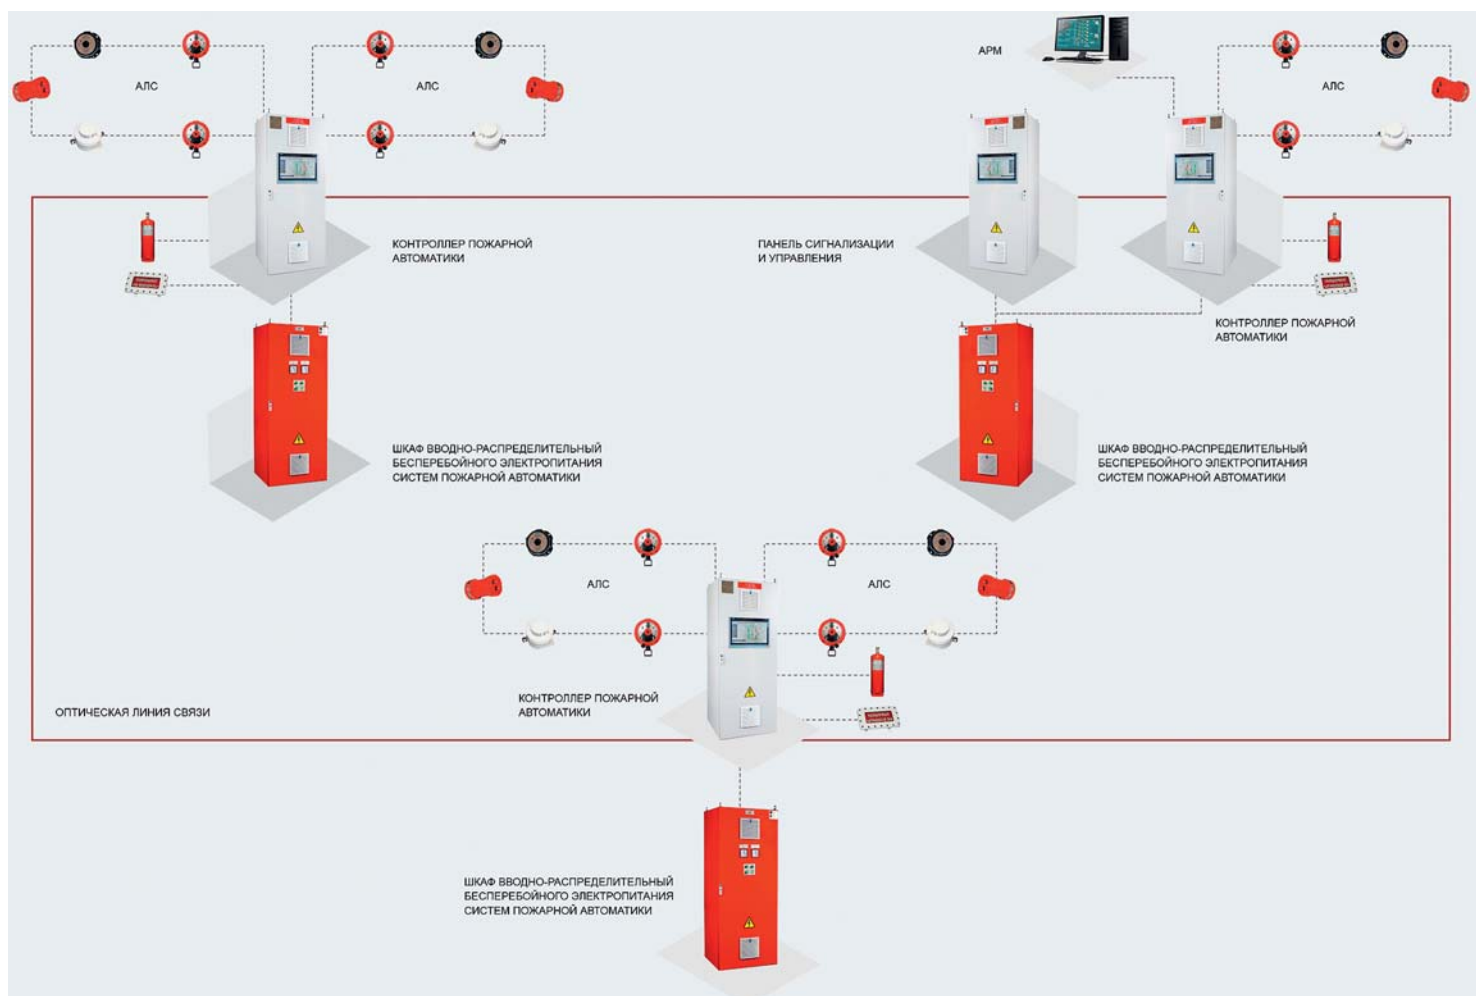 АЛС
АЛС
АРМ
АЛС
КОНТРОЛЛЕР ПОЖАРНОЙ
АВТОМАТИКИ
ПАНЕЛЬ СИГНАЛИЗАЦИИ
И УПРАВЛЕНИЯ
КОНТРОЛЛЕР ПОЖАРНОЙ
АВТОМАТИКИ
ШКАФ ВВОДНО-РАСПРЕДЕЛИТЕЛЬНЫЙ
БЕСПЕРЕБОЙНОГО ЭЛЕКТРОПИТАНИЯ
СИСТЕМ ПОЖАРНОЙ АВТОМАТИКИ
ШКАФ ВВОДНО-РАСПРЕДЕЛИТЕЛЬНЫЙ
БЕСПЕРЕБОЙНОГО ЭЛЕКТРОПИТАНИЯ
СИСТЕМ ПОЖАРНОЙ АВТОМАТИКИ
АЛС
АЛС
КОНТРОЛЛЕР ПОЖАРНОЙ
АВТОМАТИКИ
ОПТИЧЕСКАЯ ЛИНИЯ СВЯЗИ
ШКАФ ВВОДНО-РАСПРЕДЕЛИТЕЛЬНЫЙ
БЕСПЕРЕБОЙНОГО ЭЛЕКТРОПИТАНИЯ
СИСТЕМ ПОЖАРНОЙ АВТОМАТИКИ